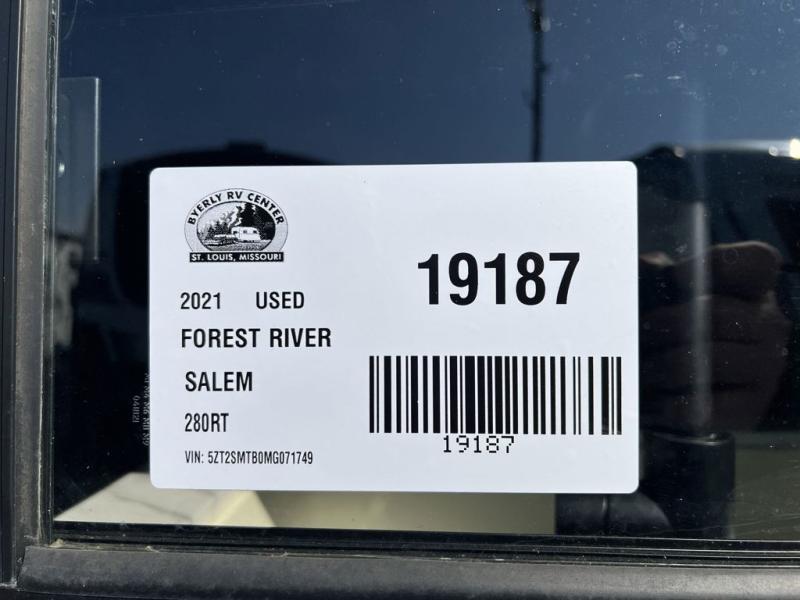 BYERLY RV CENTER
ST. LOUIS, MISSOURI
19187
2021 USED
FOREST RIVER
SALEM
280RT
VIN: 5ZT2SMTB0MG071749
19187